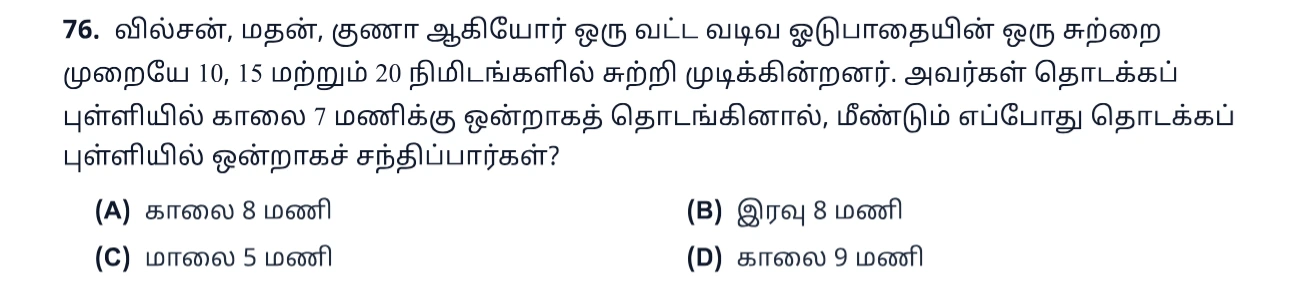 76. வில்சன், மதன், குணா ஆகியோர் ஒரு வட்ட வடிவ ஓடுபாதையின் ஒரு சுற்றை
முறையே 10, 15 மற்றும் 20 நிமிடங்களில் சுற்றி முடிக்கின்றனர். அவர்கள் தொடக்கப்
புள்ளியில் காலை 7 மணிக்கு ஒன்றாகத் தொடங்கினால், மீண்டும் எப்போது தொடக்கப்
புள்ளியில் ஒன்றாகச் சந்திப்பார்கள்?
(A) காலை 8 மணி (B) இரவு 8 மணி
(C) மாலை 5 மணி (D) காலை 9 மணி